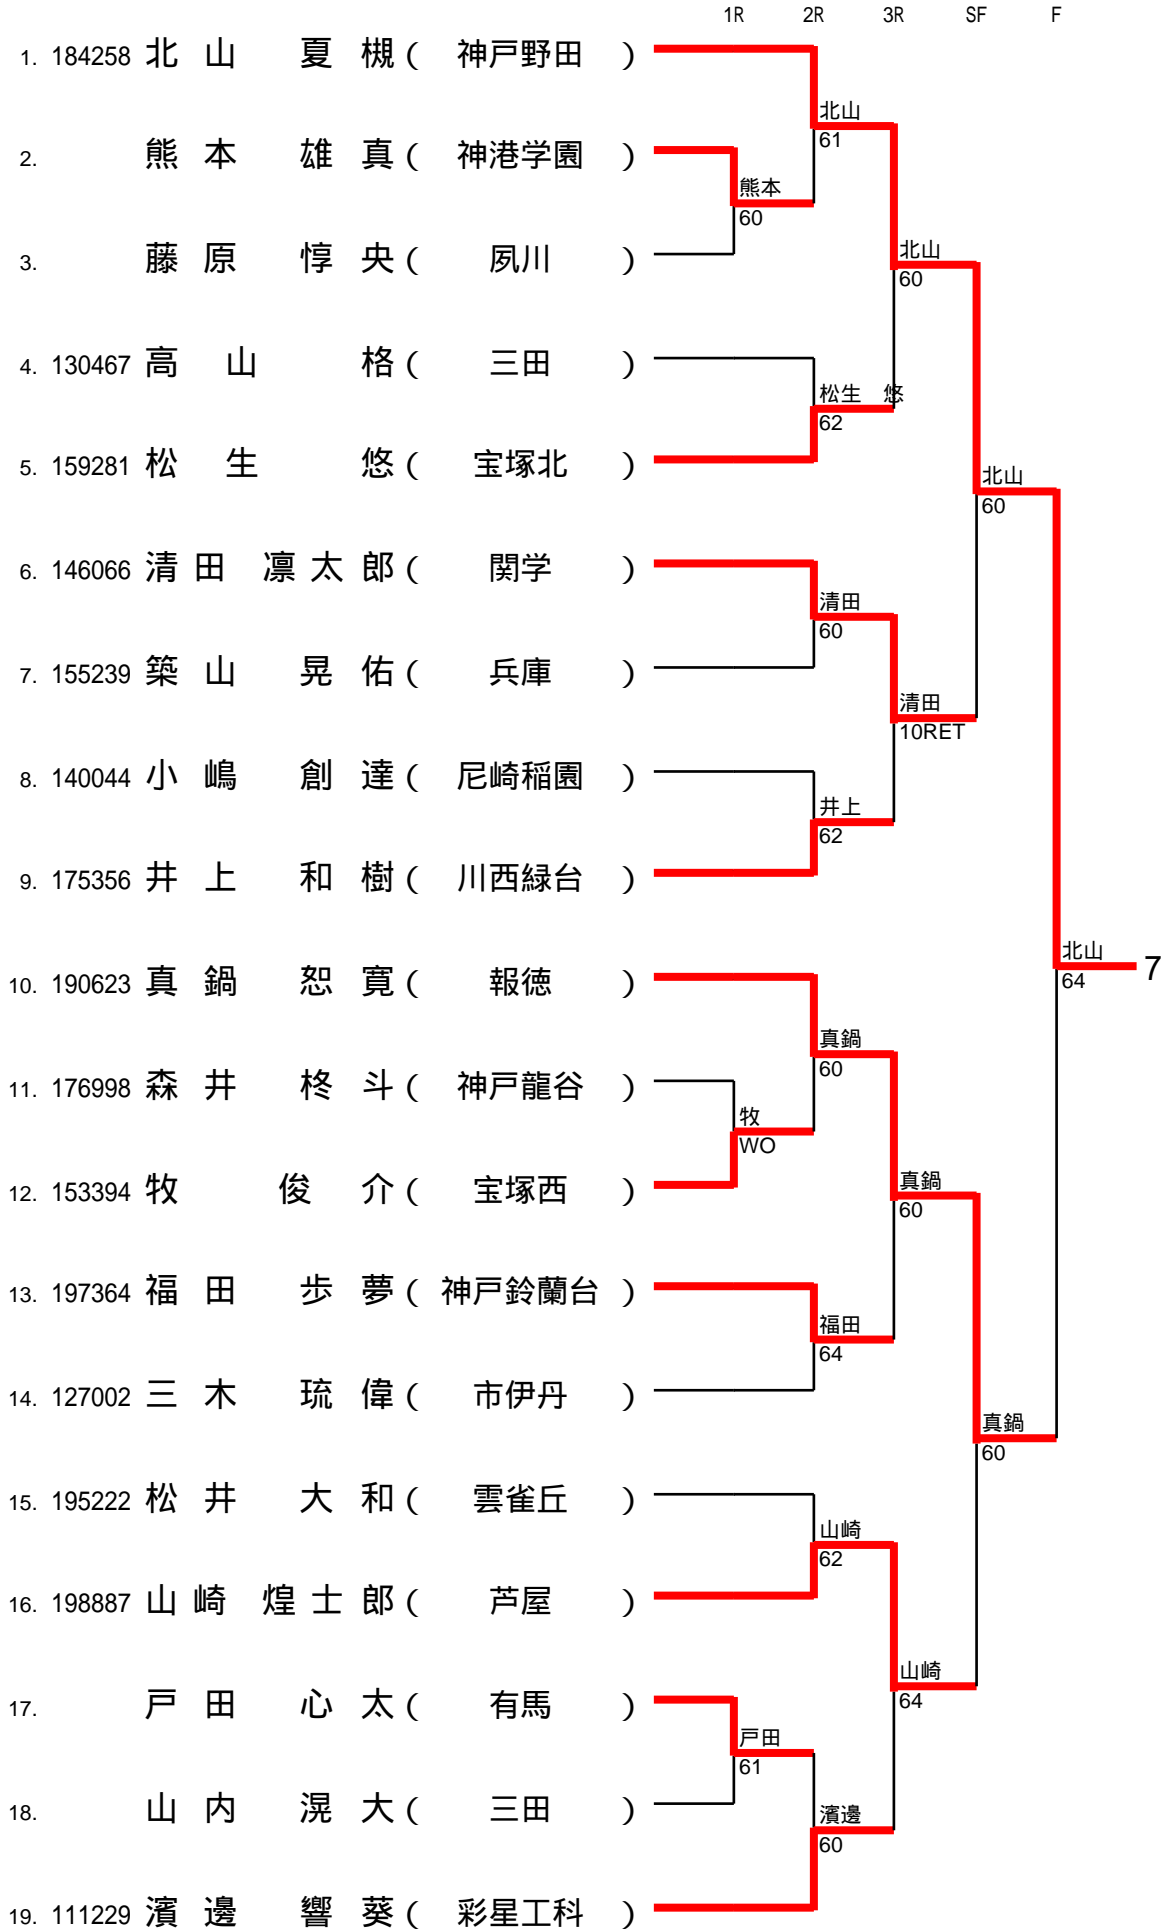 1R 2R 3R SF F
1. 184258 北 山 夏 槻 ( 神戸野田 )
北山
61
2. 熊 本 雄 真 ( 神港学園 )
熊本
60
3. 藤 原 惇 央 ( 夙川 )
北山
60
4. 130467 高 山 格 ( 三田 )
松生 悠
62
5. 159281 松 生 悠 ( 宝塚北 )
北山
60
6. 146066 清 田 凛 太 郎 ( 関学 )
清田
60
7. 155239 築 山 晃 佑 ( 兵庫 )
清田
10RET
8. 140044 小 嶋 創 達 ( 尼崎稲園 )
井上
62
9. 175356 井 上 和 樹 ( 川西緑台 )
北山
64
7
10. 190623 真 鍋 恕 寛 ( 報徳 )
真鍋
60
11. 176998 森 井 柊 斗 ( 神戸龍谷 )
牧
WO
12. 153394 牧 俊 介 ( 宝塚西 )
真鍋
60
13. 197364 福 田 歩 夢 ( 神戸鈴蘭台 )
福田
64
14. 127002 三 木 琉 偉 ( 市伊丹 )
真鍋
60
15. 195222 松 井 大 和 ( 雲雀丘 )
山崎
62
16. 198887 山 崎 煌 士 郎 ( 芦屋 )
山崎
64
17. 戸 田 心 太 ( 有馬 )
戸田
61
18. 山 内 滉 大 ( 三田 )
濱邊
60
19. 111229 濱 邊 響 葵 ( 彩星工科 )